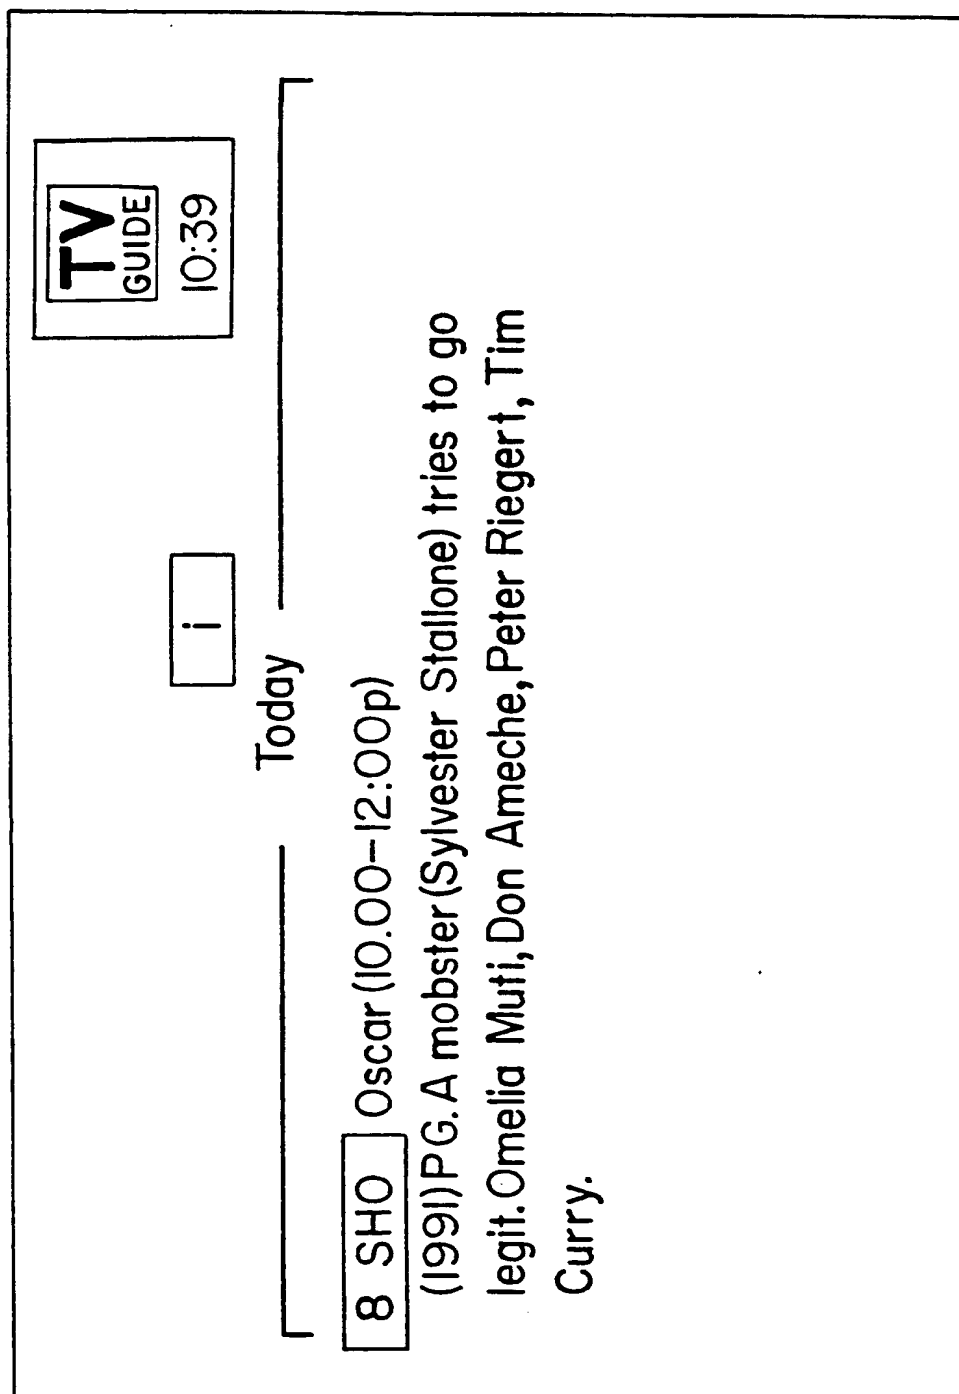 TV
GUIDE
10:39
i
Today
8 SHO Oscar (10.00-12:00p)
(1991) PG. A mobster (Sylvester Stallone) tries to go
legit. Omelia Muti, Don Ameche, Peter Riegert, Tim
Curry.